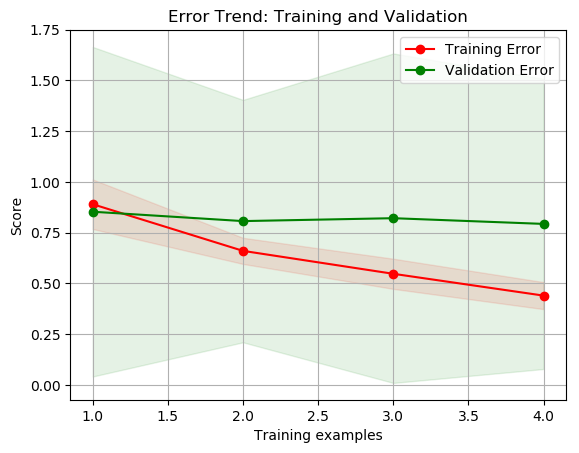 Error Trend: Training and Validation
Training Error
Validation Error
Score
1.75
1.50
1.25
1.00
0.75
0.50
0.25
0.00
1.0 1.5 2.0 2.5 3.0 3.5 4.0
Training examples